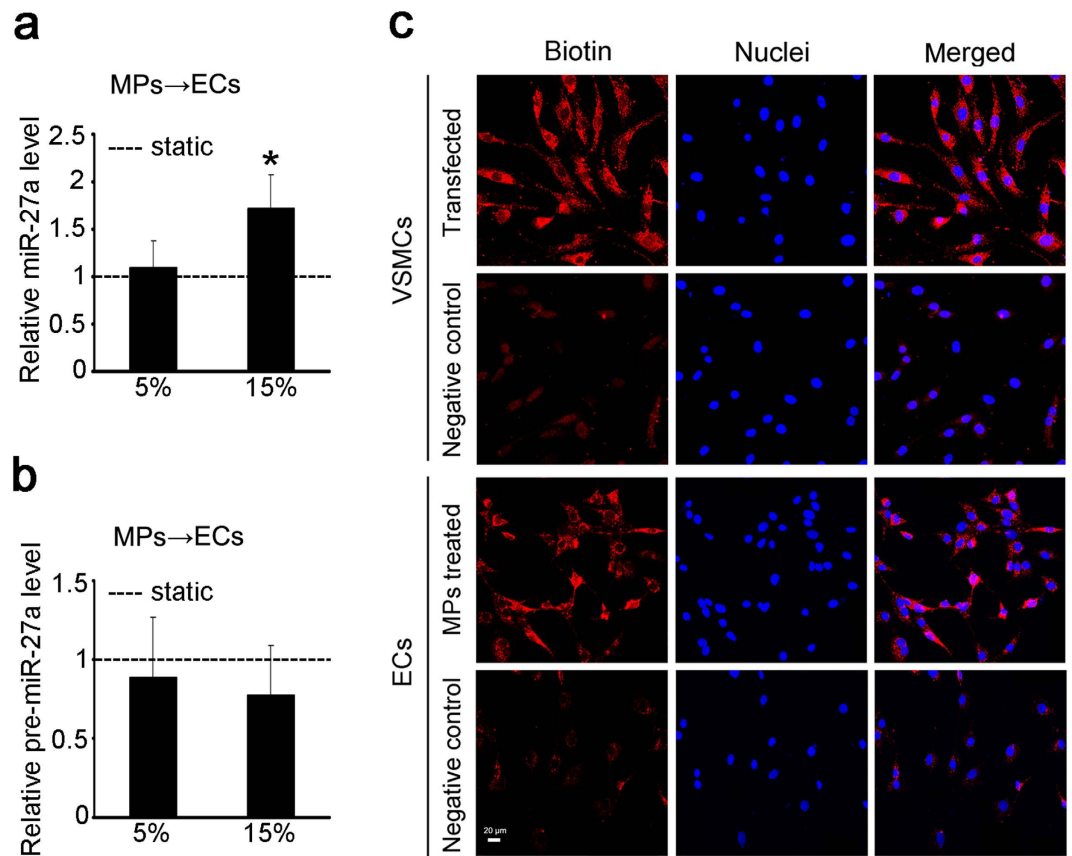 a
MPs→ECs
Relative miR-27a level
2.5
2
1.5
1
0.5
0
static
*
5%
15%
b
MPs→ECs
Relative pre-miR-27a level
1.5
1
0.5
0
static
5%
15%
c
Biotin
Nuclei
Merged
VSMCs
Transfected
Negative control
ECs
MPs treated
Negative control
20 μm